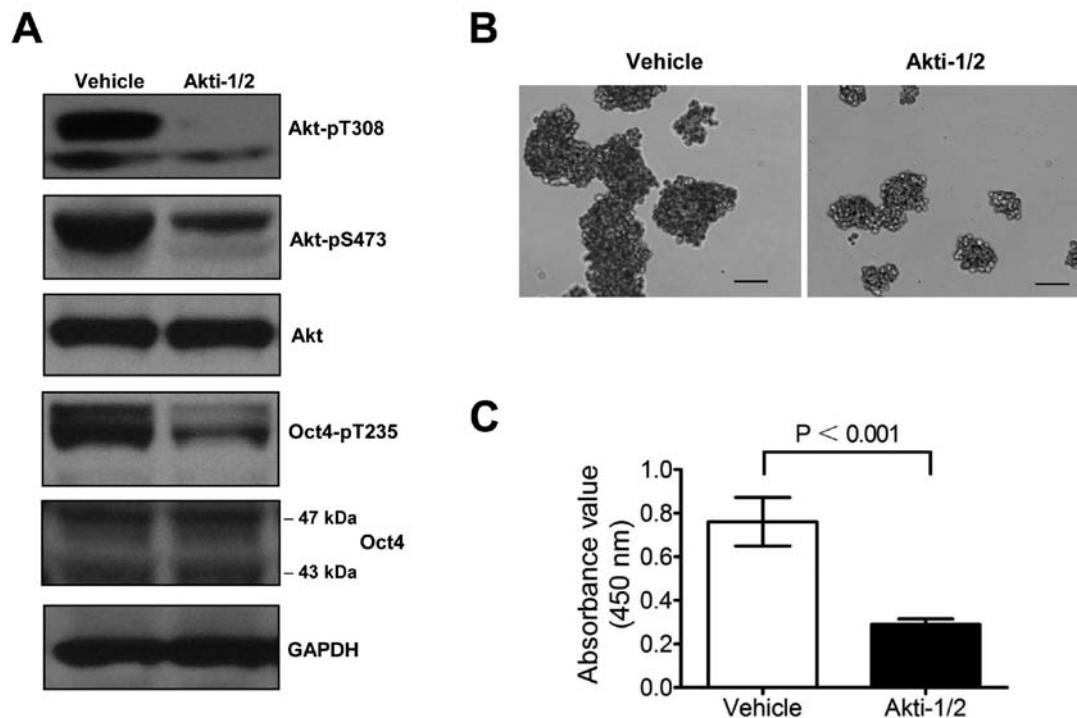 A
Vehicle Akti-1/2
Akt-pT308
Akt-pS473
Akt
Oct4-pT235
– 47 kDa
Oct4
– 43 kDa
GAPDH
B
Vehicle Akti-1/2
C
P < 0.001
Absorbance value
(450 nm)
1.0
0.8
0.6
0.4
0.2
0.0
Vehicle Akti-1/2